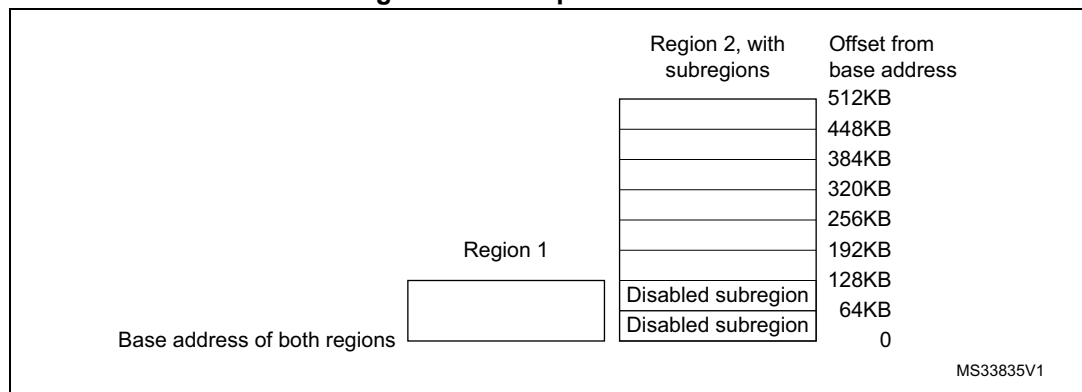 Region 2, with
subregions
Offset from
base address
512KB
448KB
384KB
320KB
256KB
Region 1
192KB
128KB
Disabled subregion
64KB
Disabled subregion
Base address of both regions
0
MS33835V1